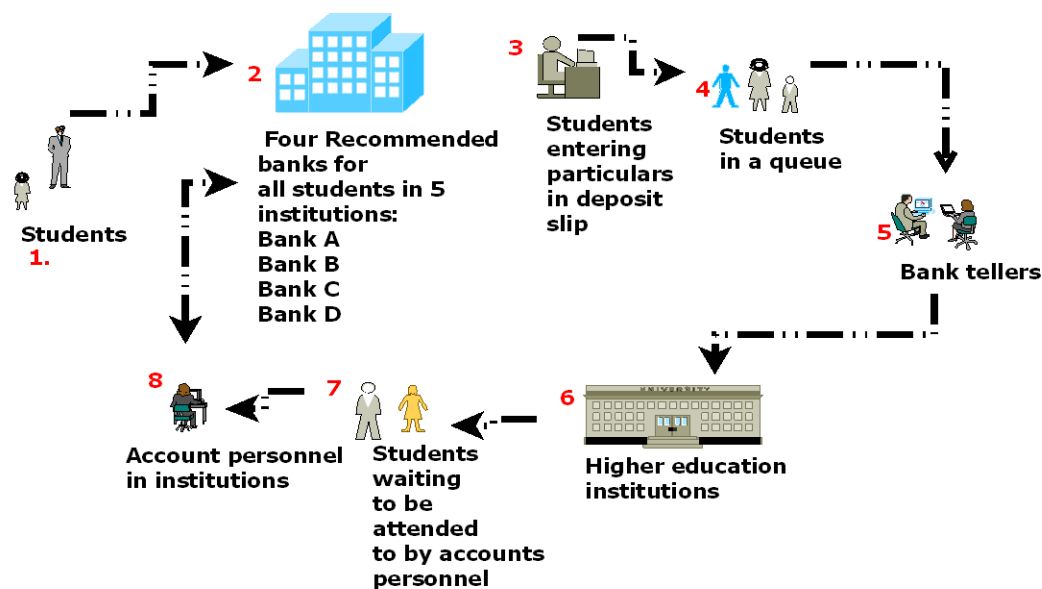 1.
Students
2
Four Recommended
banks for
all students in 5
institutions:
Bank A
Bank B
Bank C
Bank D
3
Students
entering
particulars
in deposit
slip
4
Students
in a queue
5
Bank tellers
6
UNIVERSITY
Higher education
institutions
7
Students
waiting
to be
attended
to by accounts
personnel
8
Account personnel
in institutions